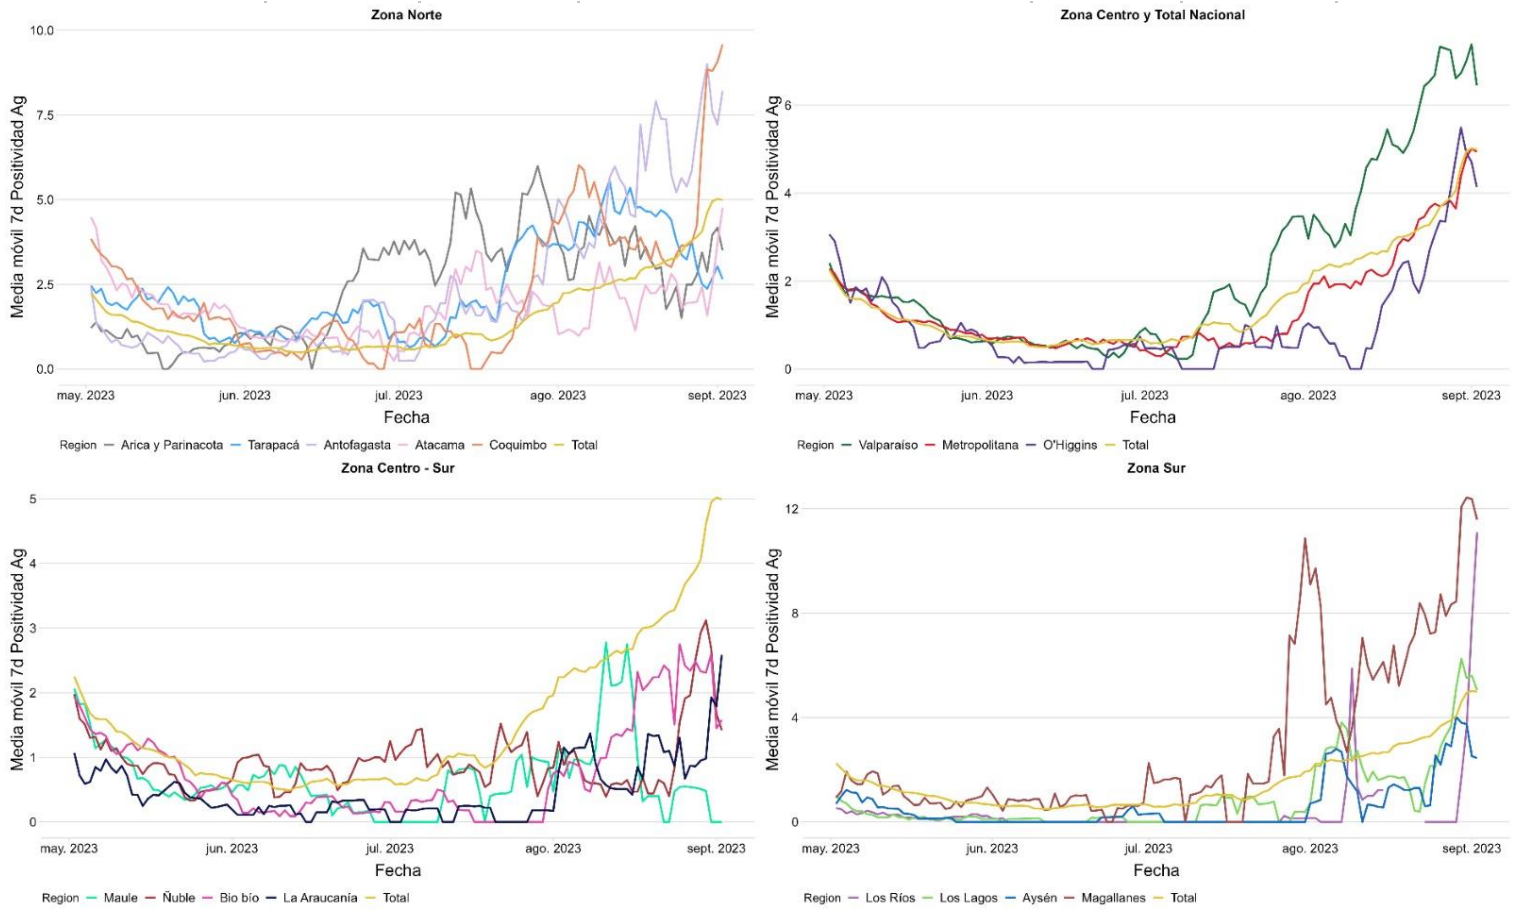 Zona Norte
Media móvil 7d Positividad Ag
10.0
7.5
5.0
2.5
0.0
may. 2023 jun. 2023 jul. 2023 ago. 2023 sept. 2023
Fecha
Region Arica y Parinacota Tarapacá Antofagasta Atacama Coquimbo Total
Zona Centro y Total Nacional
Media móvil 7d Positividad Ag
6
4
2
0
may. 2023 jun. 2023 jul. 2023 ago. 2023 sept. 2023
Fecha
Region Valparaíso Metropolitana O'Higgins Total
Zona Centro - Sur
Media móvil 7d Positividad Ag
5
4
3
2
1
0
may. 2023 jun. 2023 jul. 2023 ago. 2023 sept. 2023
Fecha
Region Maule Ñuble Bio bío La Araucanía Total
Zona Sur
Media móvil 7d Positividad Ag
12
8
4
0
may. 2023 jun. 2023 jul. 2023 ago. 2023 sept. 2023
Fecha
Region Los Ríos Los Lagos Aysén Magallanes Total